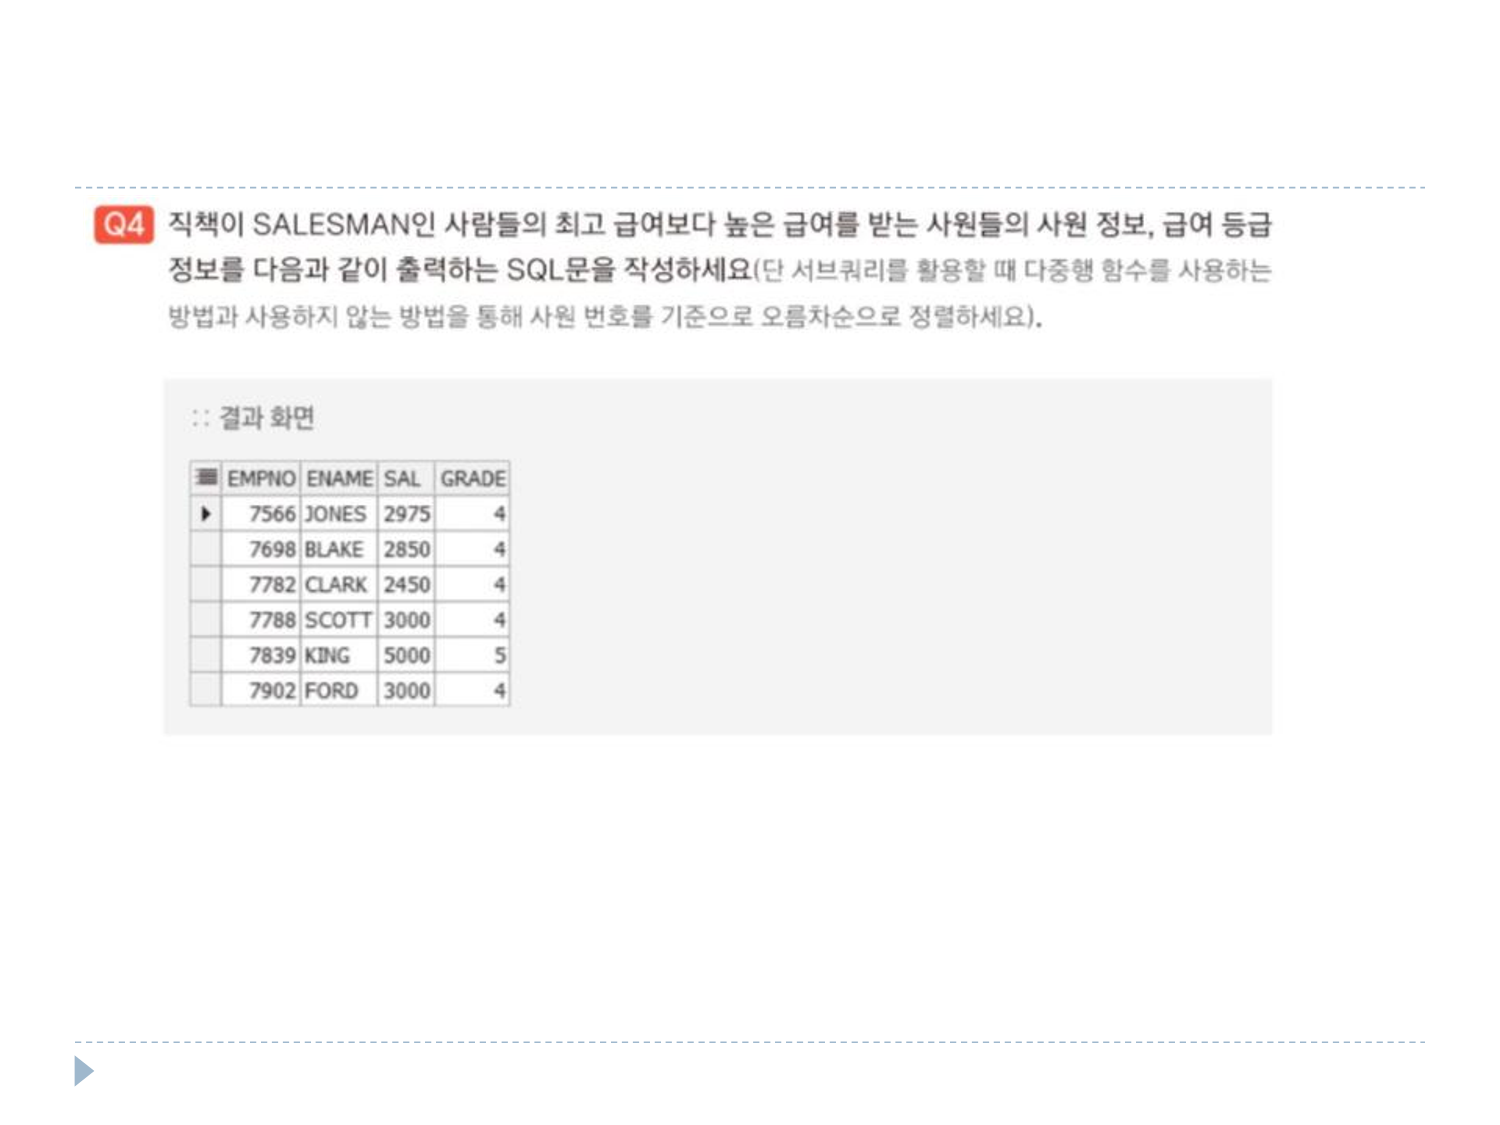 Q4 직책이 SALESMAN인 사람들의 최고 급여보다 높은 급여를 받는 사원들의 사원 정보, 급여 등급
정보를 다음과 같이 출력하는 SQL문을 작성하세요(단 서브쿼리를 활용할 때 다중행 함수를 사용하는
방법과 사용하지 않는 방법을 통해 사원 번호를 기준으로 오름차순으로 정렬하세요).
:: 결과 화면
EMPNO ENAME SAL GRADE
7566 JONES 2975 4
7698 BLAKE 2850 4
7782 CLARK 2450 4
7788 SCOTT 3000 4
7839 KING 5000 5
7902 FORD 3000 4